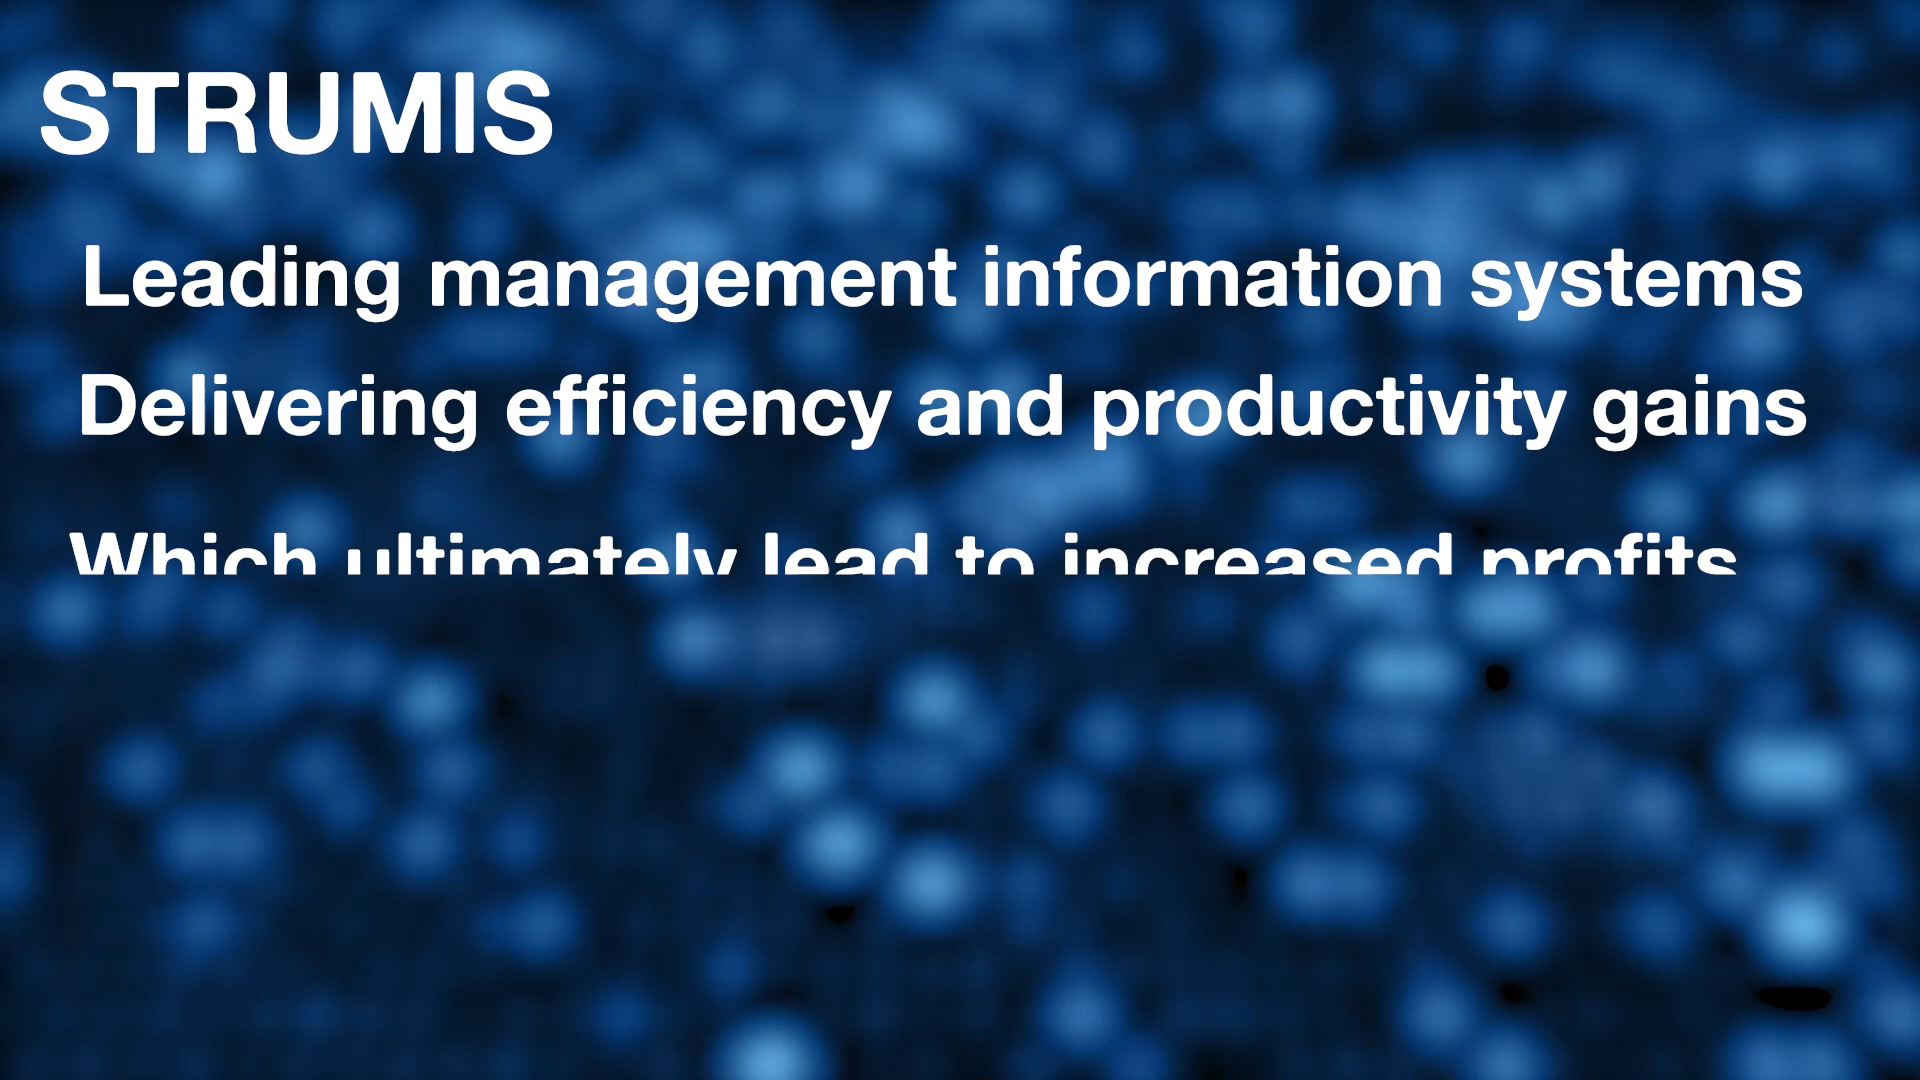 STRUMIS
Leading management information systems
Delivering efficiency and productivity gains
Which ultimately lead to increased profits